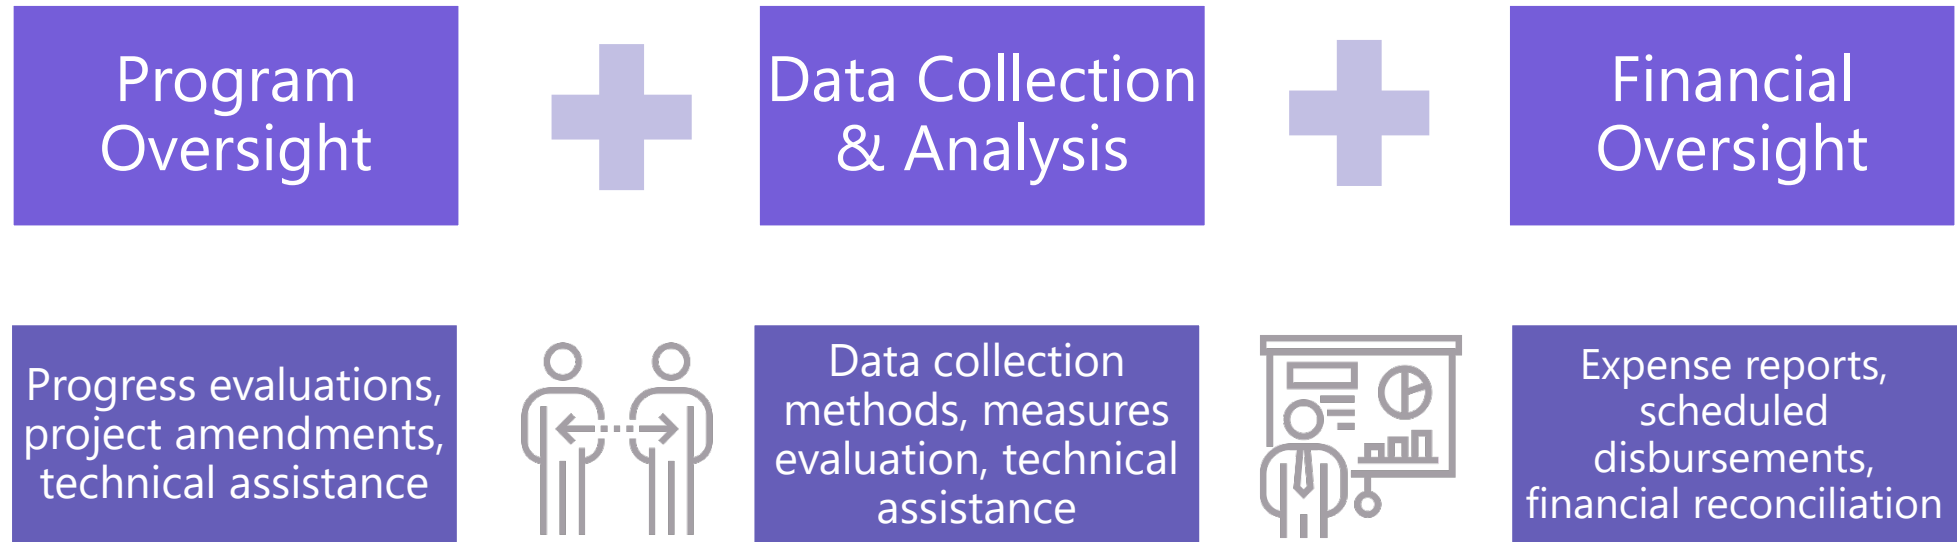 Program
Oversight
Data Collection
& Analysis
Financial
Oversight
Progress evaluations,
project amendments,
technical assistance
Data collection
methods, measures
evaluation, technical
assistance
Expense reports,
scheduled
disbursements,
financial reconciliation